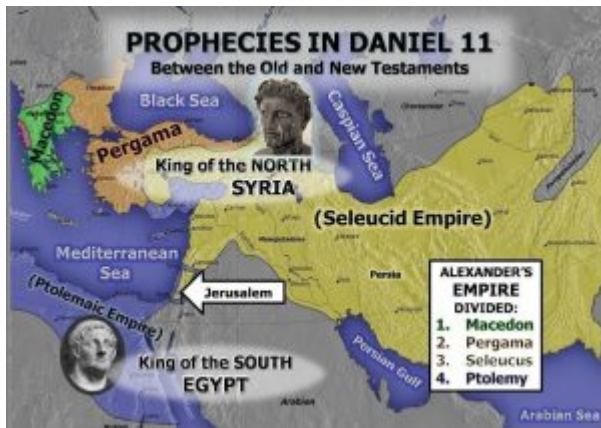 PROPHECIES IN DANIEL 11
Between the Old and New Testaments
Black Sea
Caspian Sea
Macedon
Pergama
King of the NORTH
SYRIA
(Seleucid Empire)
Mediterranean
Sea
Persia
Jerusalem
(Ptolemaic Empire)
King of the SOUTH
EGYPT
Persian Gulf
Arabian
Arabian Sea
ALEXANDER'S
EMPIRE
DIVIDED:
1. Macedon
2. Pergama
3. Seleucus
4. Ptolemy